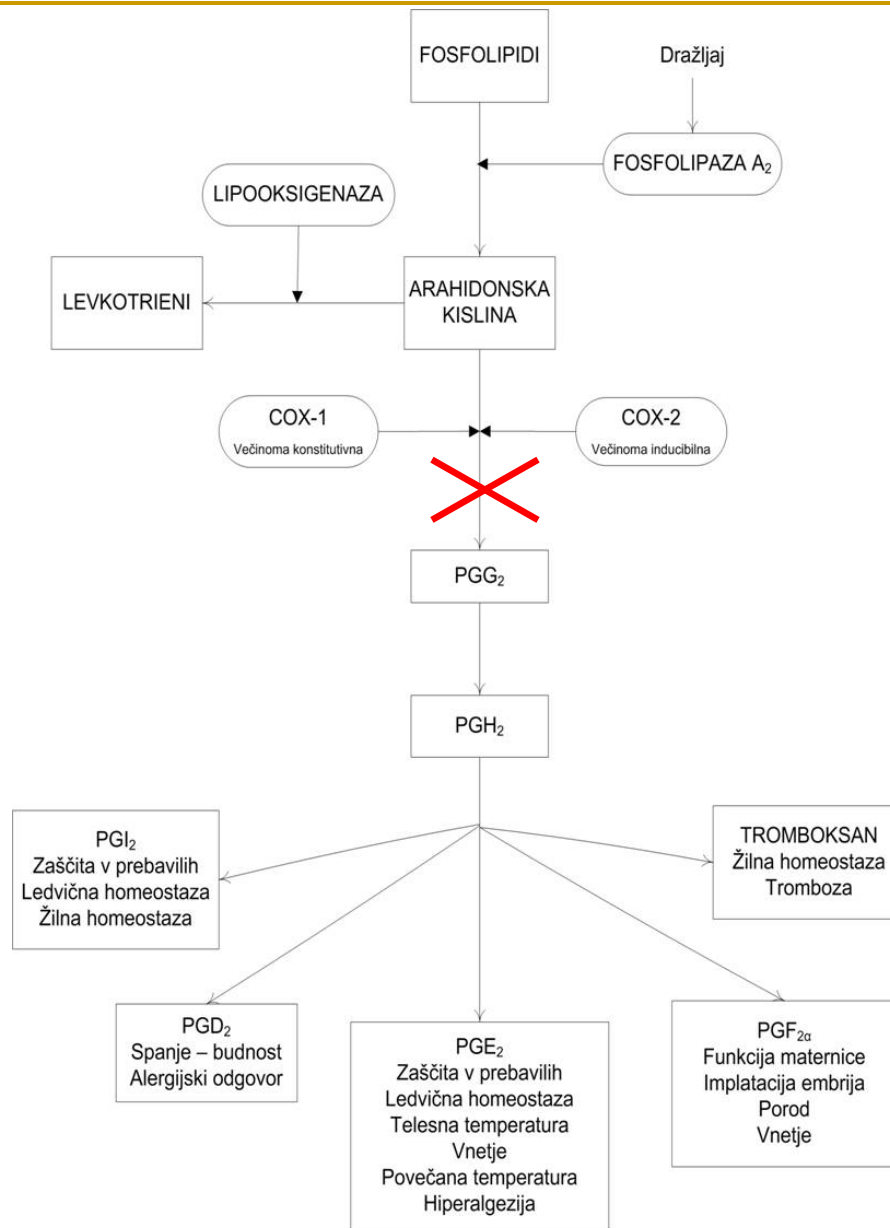 FOSFOLIPIDI
Dražljaj
FOSFOLIPAZA A₂
LIPOOKSIGENAZA
LEVKOTRIENI
ARAHIDONSKA
KISLINA
COX-1
Večinoma konstitutivna
COX-2
Večinoma inducibilna
PGG₂
PGH₂
PGI₂
Zaščita v prebavilih
Ledvična homeostaza
Žilna homeostaza
TROMBOKSAN
Žilna homeostaza
Tromboza
PGD₂
Spanje – budnost
Alergijski odgovor
PGE₂
Zaščita v prebavilih
Ledvična homeostaza
Telesna temperatura
Vnetje
Povečana temperatura
Hiperalgezija
PGF₂α
Funkcija maternice
Implatacija embrija
Porod
Vnetje